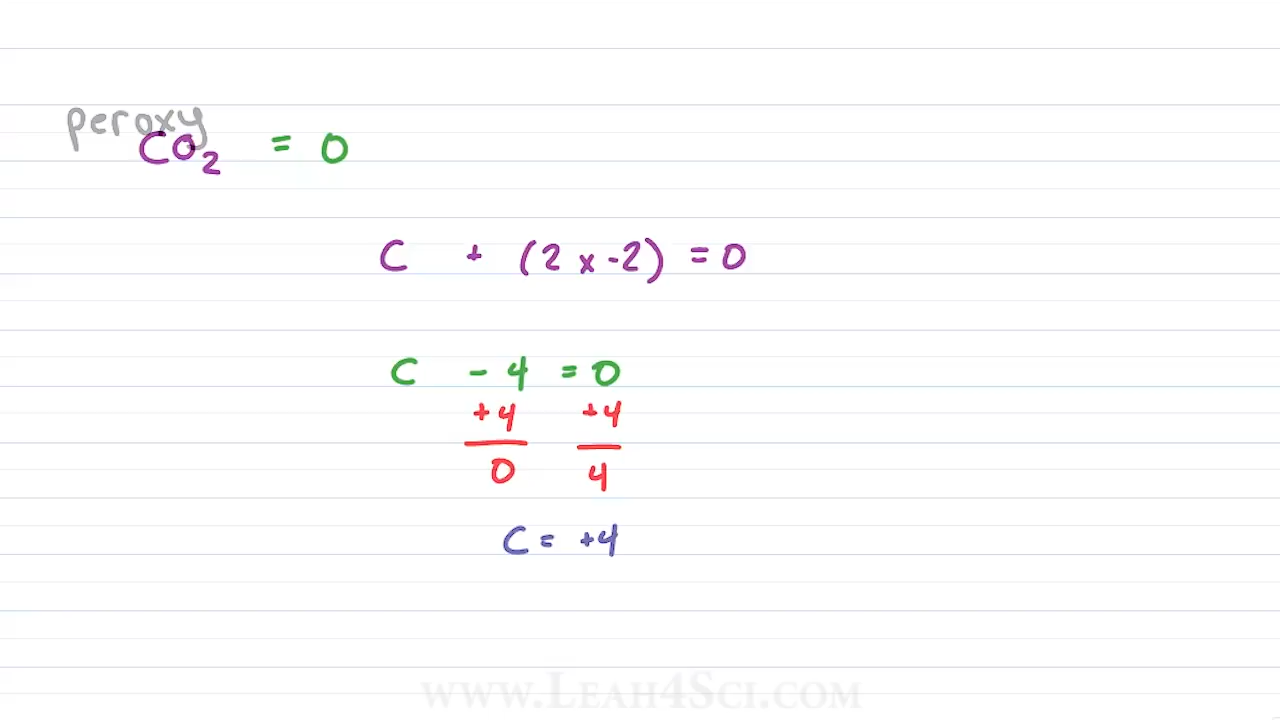 peroxy
CO₂ = 0
C + (2 x -2) = 0
C - 4 = 0
+4 +4
0 4
C = +4
www.Leah4Sci.com